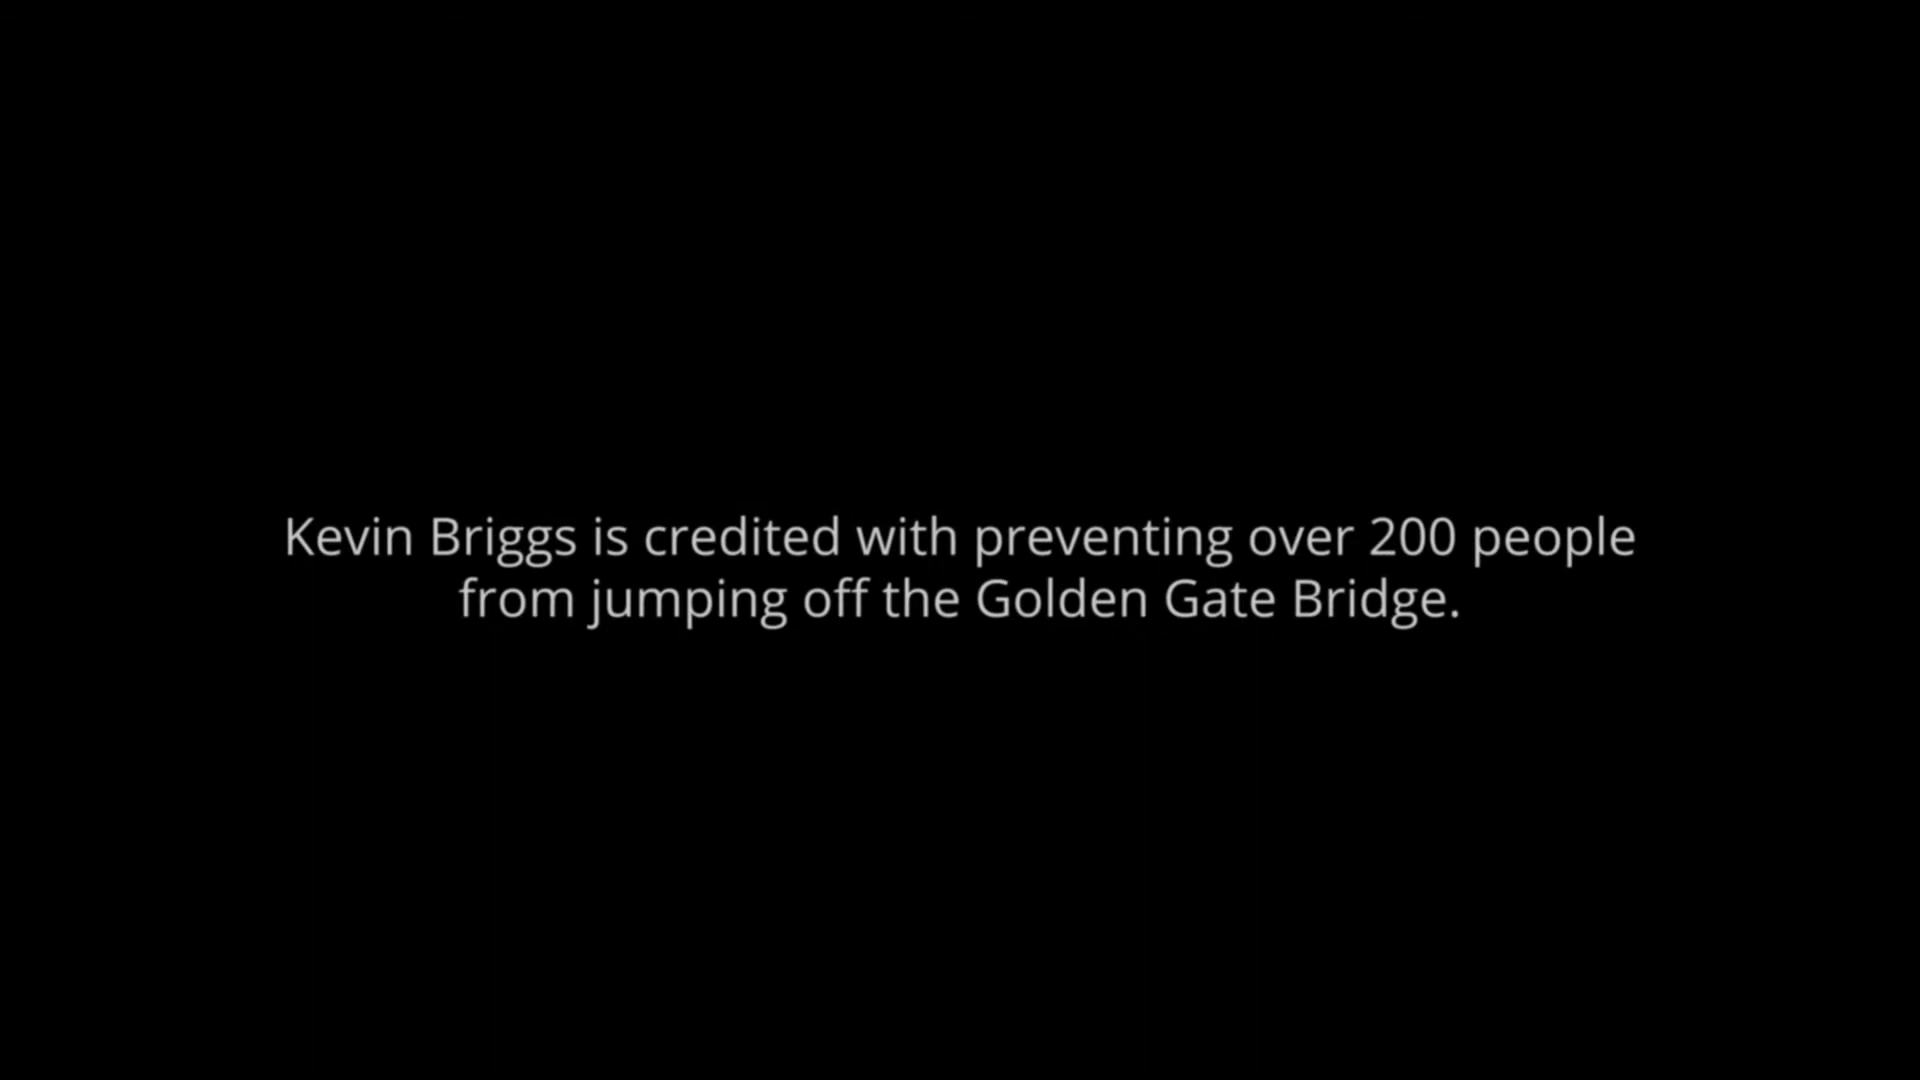 Kevin Briggs is credited with preventing over 200 people
from jumping off the Golden Gate Bridge.